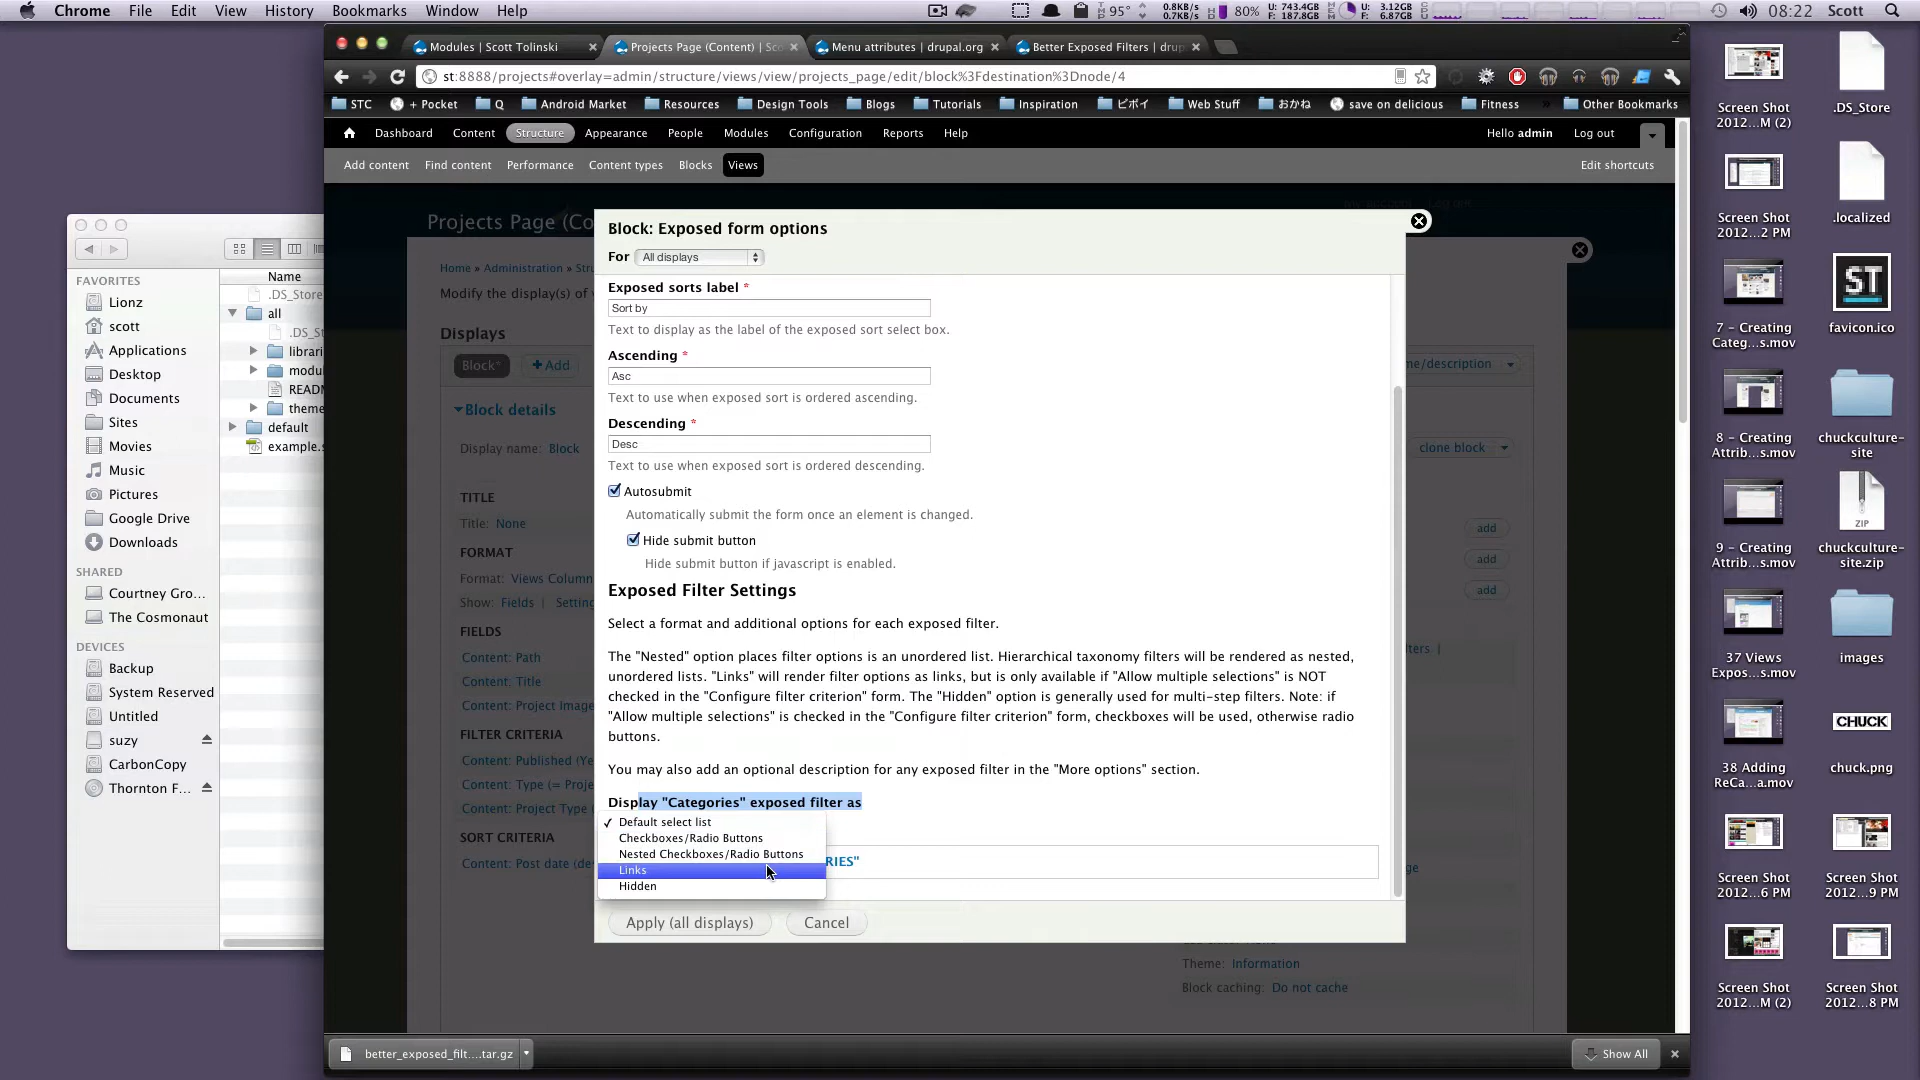 Chrome File Edit View History Bookmarks Window Help
95° 0.8KB/s 0.7KB/s 80% U: 743.4GB F: 187.8GB U: 3.12GB F: 6.87GB 08:22 Scott
Modules | Scott Tolinski
Projects Page (Content) | Sco
Menu attributes | drupal.org
Better Exposed Filters | drup
st:8888/projects#overlay=admin/structure/views/view/projects_page/edit/block%3Fdestination%3Dnode/4
STC + Pocket Q Android Market Resources Design Tools Blogs Tutorials Inspiration ビボイ Web Stuff おかね save on delicious Fitness » Other Bookmarks
Dashboard Content Structure Appearance People Modules Configuration Reports Help Hello admin Log out
Add content Find content Performance Content types Blocks Views Edit shortcuts
Projects Page (Co
Home » Administration » Stru
Modify the display(s) of
Displays
Block* Add
me/description
Block details
Display name: Block
clone block
TITLE
Title: None
FORMAT
Format: Views Column
Show: Fields | Setting
FIELDS
Content: Path
Content: Title
Content: Project Image
FILTER CRITERIA
Content: Published (Ye
Content: Type (= Projec
Content: Project Type (
SORT CRITERIA
Content: Post date (des
add
add
add
Theme: Information
Block caching: Do not cache
Block: Exposed form options
For All displays
Exposed sorts label *
Sort by
Text to display as the label of the exposed sort select box.
Ascending *
Asc
Text to use when exposed sort is ordered ascending.
Descending *
Desc
Text to use when exposed sort is ordered descending.
Autosubmit
Automatically submit the form once an element is changed.
Hide submit button
Hide submit button if javascript is enabled.
Exposed Filter Settings
Select a format and additional options for each exposed filter.
The "Nested" option places filter options is an unordered list. Hierarchical taxonomy filters will be rendered as nested,
unordered lists. "Links" will render filter options as links, but is only available if "Allow multiple selections" is NOT
checked in the "Configure filter criterion" form. The "Hidden" option is generally used for multi-step filters. Note: if
"Allow multiple selections" is checked in the "Configure filter criterion" form, checkboxes will be used, otherwise radio
buttons.
You may also add an optional description for any exposed filter in the "More options" section.
Display "Categories" exposed filter as
Default select list
Checkboxes/Radio Buttons
Nested Checkboxes/Radio Buttons
Links
Hidden
RIES"
Apply (all displays) Cancel
FAVORITES
Lionz
scott
Applications
Desktop
Documents
Sites
Movies
Music
Pictures
Google Drive
Downloads
SHARED
Courtney Gro...
The Cosmonaut
DEVICES
Backup
System Reserved
Untitled
suzy
CarbonCopy
Thornton F...
Name
.DS_Store
all
.DS_St
librari
modu
READM
theme
default
example.s
Screen Shot
2012...M (2)
.DS_Store
Screen Shot
2012...2 PM
.localized
7 - Creating
Categ...s.mov
ST
favicon.ico
8 - Creating
Attrib...s.mov
chuckculture-
site
9 - Creating
Attrib...s.mov
ZIP
chuckculture-
site.zip
37 Views
Expos...s.mov
images
38 Adding
ReCa...a.mov
CHUCK
chuck.png
Screen Shot
2012...6 PM
Screen Shot
2012...9 PM
Screen Shot
2012...M (2)
Screen Shot
2012...8 PM
better_exposed_filt....tar.gz
Show All